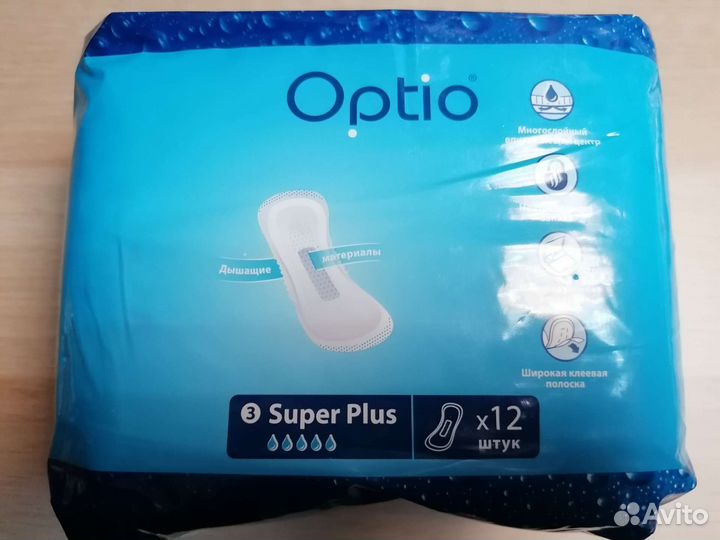 Optio®
Многослойный
центр
Дышащие
материалы
Широкая клеевая
полоска
3 Super Plus
x12
штук
Avito